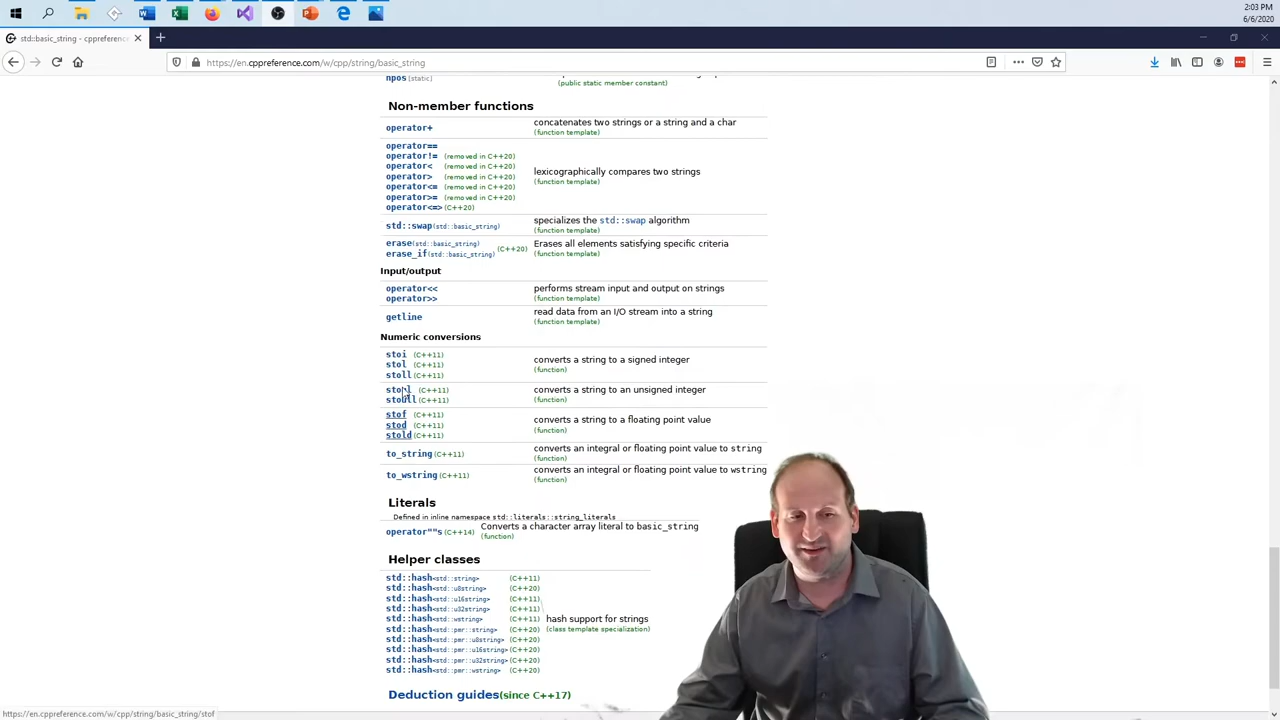 2:03 PM
6/6/2020
std::basic_string - cppreference
https://en.cppreference.com/w/cpp/string/basic_string
npos [static]
(public static member constant)
Non-member functions
operator+
concatenates two strings or a string and a char
(function template)
operator==
operator!= (removed in C++20)
operator< (removed in C++20)
operator> (removed in C++20)
operator<= (removed in C++20)
operator>= (removed in C++20)
operator<=> (C++20)
lexicographically compares two strings
(function template)
std::swap(std::basic_string)
specializes the std::swap algorithm
(function template)
erase(std::basic_string)
erase_if(std::basic_string) (C++20)
Erases all elements satisfying specific criteria
(function template)
Input/output
operator<<
operator>>
performs stream input and output on strings
(function template)
getline
read data from an I/O stream into a string
(function template)
Numeric conversions
stoi (C++11)
stol (C++11)
stoll (C++11)
converts a string to a signed integer
(function)
stoul (C++11)
stoull (C++11)
converts a string to an unsigned integer
(function)
stof (C++11)
stod (C++11)
stold (C++11)
converts a string to a floating point value
(function)
to_string (C++11)
converts an integral or floating point value to string
(function)
to_wstring (C++11)
converts an integral or floating point value to wstring
(function)
Literals
Defined in inline namespace std::literals::string_literals
operator""s (C++14)
Converts a character array literal to basic_string
(function)
Helper classes
std::hash<std::string> (C++11)
std::hash<std::u8string> (C++20)
std::hash<std::u16string> (C++11)
std::hash<std::u32string> (C++11)
std::hash<std::wstring> (C++11)
std::hash<std::pmr::string> (C++20)
std::hash<std::pmr::u8string> (C++20)
std::hash<std::pmr::u16string> (C++20)
std::hash<std::pmr::u32string> (C++20)
std::hash<std::pmr::wstring> (C++20)
hash support for strings
(class template specialization)
Deduction guides(since C++17)
https://en.cppreference.com/w/cpp/string/basic_string/stof